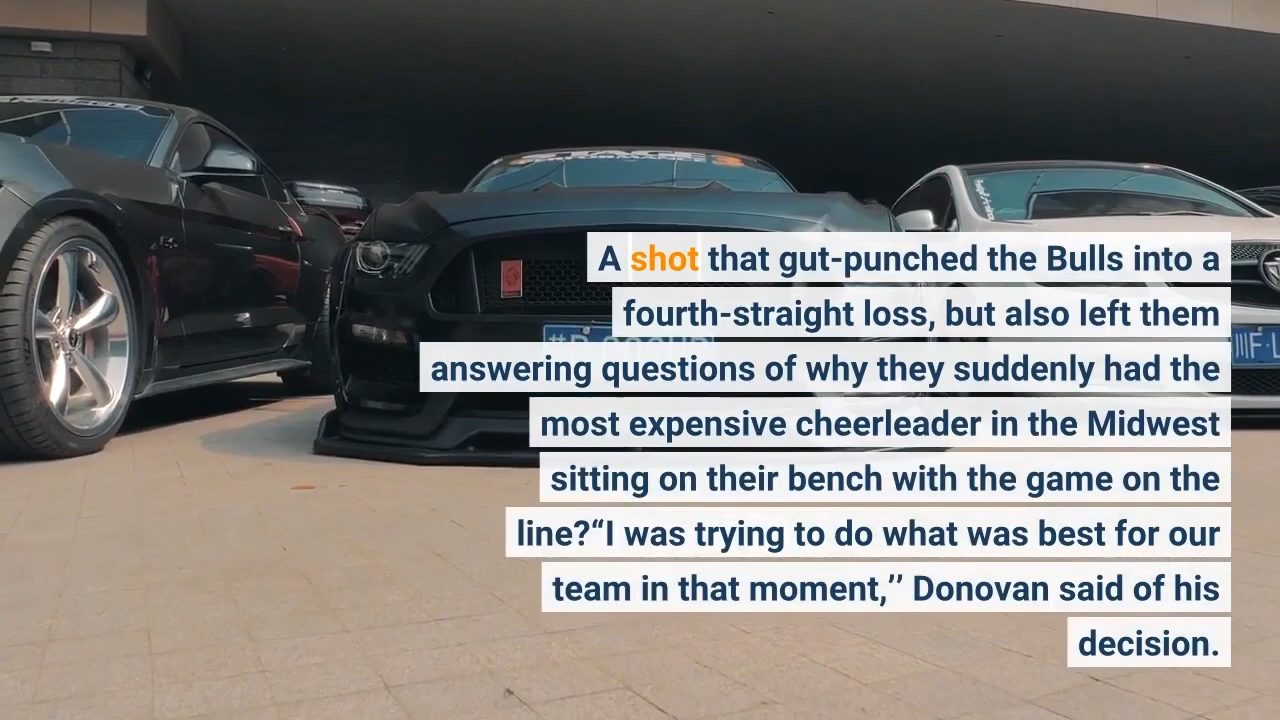 A shot that gut-punched the Bulls into a
fourth-straight loss, but also left them
answering questions of why they suddenly had the
most expensive cheerleader in the Midwest
sitting on their bench with the game on the
line?“I was trying to do what was best for our
team in that moment,’’ Donovan said of his
decision.